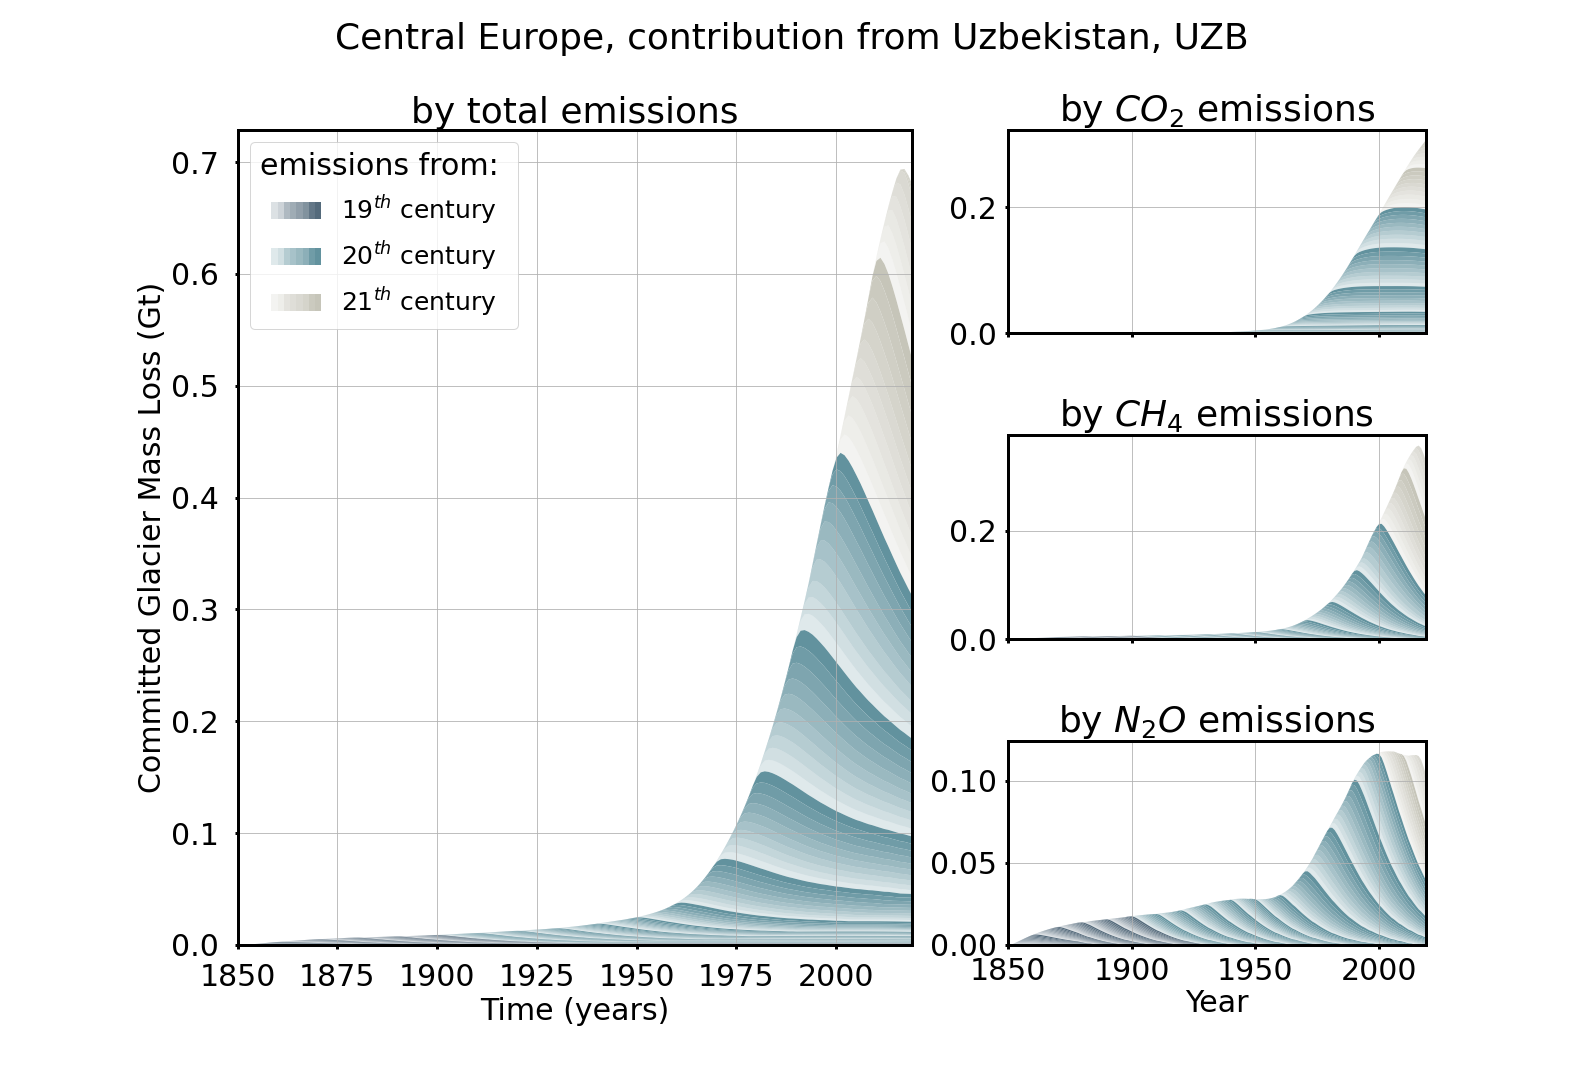 Central Europe, contribution from Uzbekistan, UZB
by total emissions
Committed Glacier Mass Loss (Gt)
0.7
0.6
0.5
0.4
0.3
0.2
0.1
0.0
emissions from:
19th century
20th century
21th century
1850 1875 1900 1925 1950 1975 2000
Time (years)
by CO2 emissions
0.2
0.0
by CH4 emissions
0.2
0.0
by N2O emissions
0.10
0.05
0.00
1850 1900 1950 2000
Year